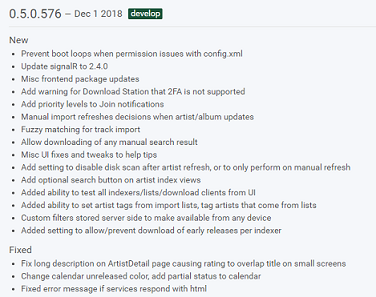 0.5.0.576 – Dec 1 2018 develop
New
• Prevent boot loops when permission issues with config.xml
• Update signalR to 2.4.0
• Misc frontend package updates
• Add warning for Download Station that 2FA is not supported
• Add priority levels to Join notifications
• Manual import refreshes decisions when artist/album updates
• Fuzzy matching for track import
• Allow downloading of any manual search result
• Misc UI fixes and tweaks to help tips
• Add setting to disable disk scan after artist refresh, or to only perform on manual refresh
• Add optional search button on artist index views
• Added ability to test all indexers/lists/download clients from UI
• Added ability to set artist tags from import lists, tag artists that come from lists
• Custom filters stored server side to make available from any device
• Added setting to allow/prevent download of early releases per indexer
Fixed
• Fix long description on ArtistDetail page causing rating to overlap title on small screens
• Change calendar unreleased color, add partial status to calendar
• Fixed error message if services respond with html